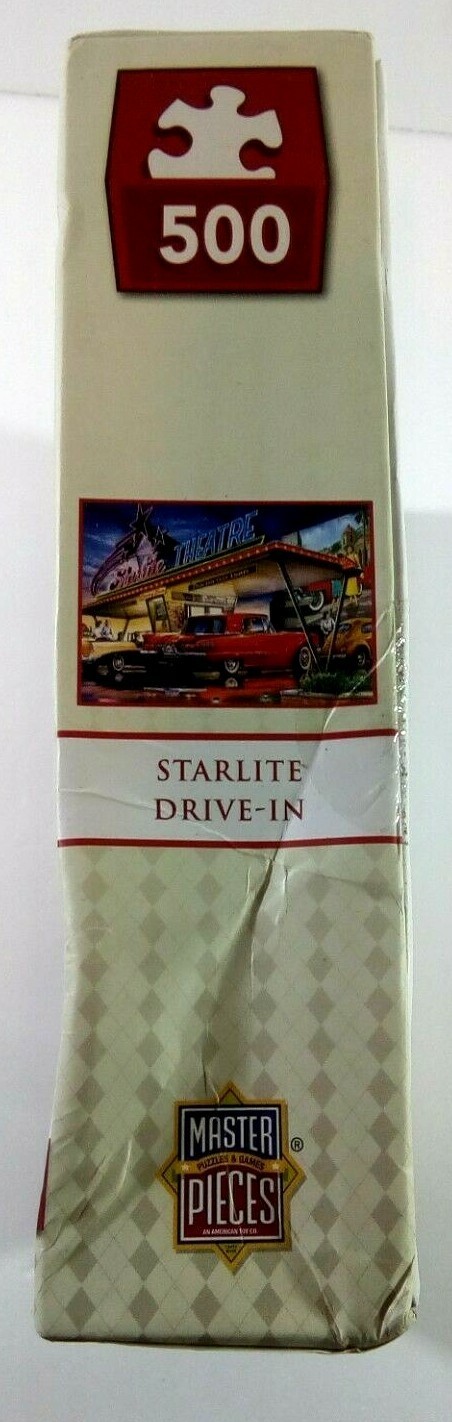 500
Starlite THEATRE
STARLITE
DRIVE-IN
MASTER
PUZZLES & GAMES
PIECES
®
AN AMERICAN TOY CO.